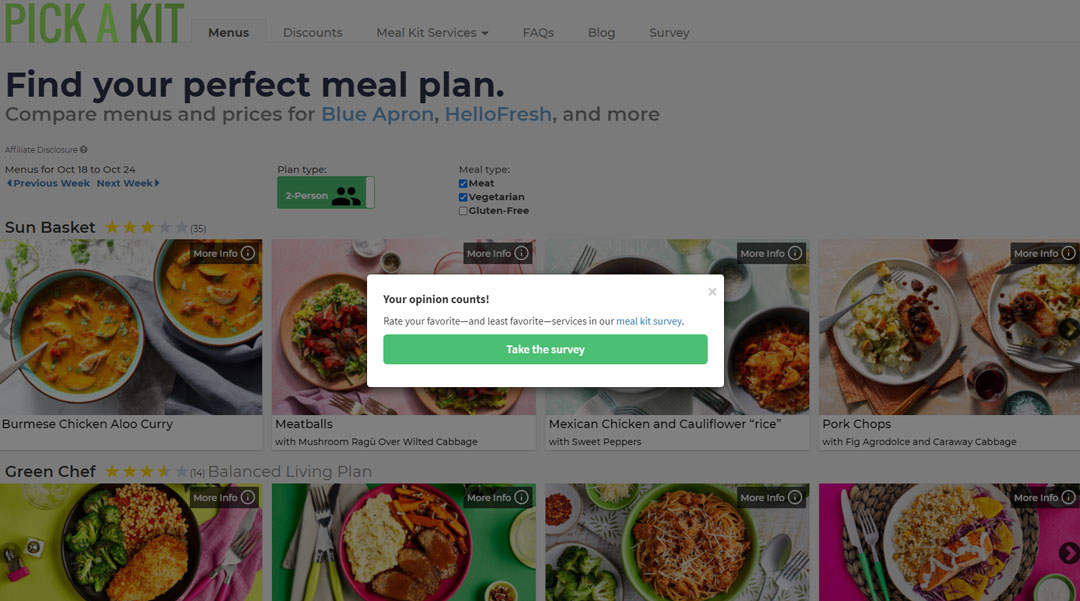 PICK A KIT
Menus Discounts Meal Kit Services FAQs Blog Survey
Find your perfect meal plan.
Compare menus and prices for Blue Apron, HelloFresh, and more
Affiliate Disclosure
Menus for Oct 18 to Oct 24
Previous Week Next Week
Plan type:
2-Person
Meal type:
Meat
Vegetarian
Gluten-Free
Sun Basket (35)
More Info More Info More Info More Info
Your opinion counts!
Rate your favorite—and least favorite—services in our meal kit survey.
Take the survey
Burmese Chicken Aloo Curry
Meatballs
with Mushroom Ragù Over Wilted Cabbage
Mexican Chicken and Cauliflower “rice”
with Sweet Peppers
Pork Chops
with Fig Agrodolce and Caraway Cabbage
Green Chef (14) Balanced Living Plan
More Info More Info More Info More Info